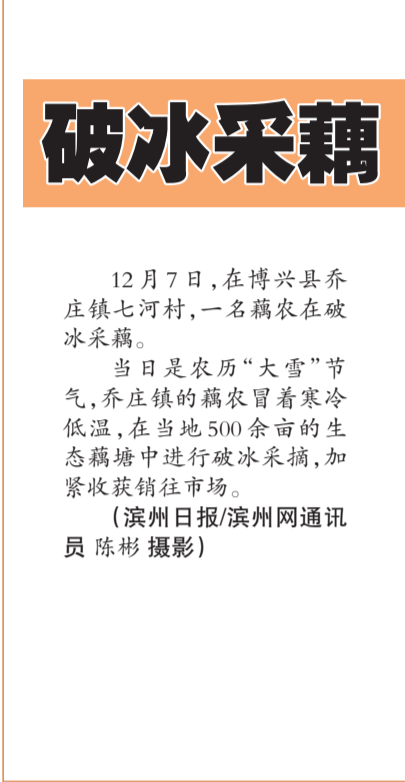 破冰采藕
12月7日,在博兴县乔
庄镇七河村,一名藕农在破
冰采藕。
当日是农历“大雪”节
气,乔庄镇的藕农冒着寒冷
低温,在当地500余亩的生
态藕塘中进行破冰采摘,加
紧收获销往市场。
(滨州日报/滨州网通讯
员 陈彬 摄影)